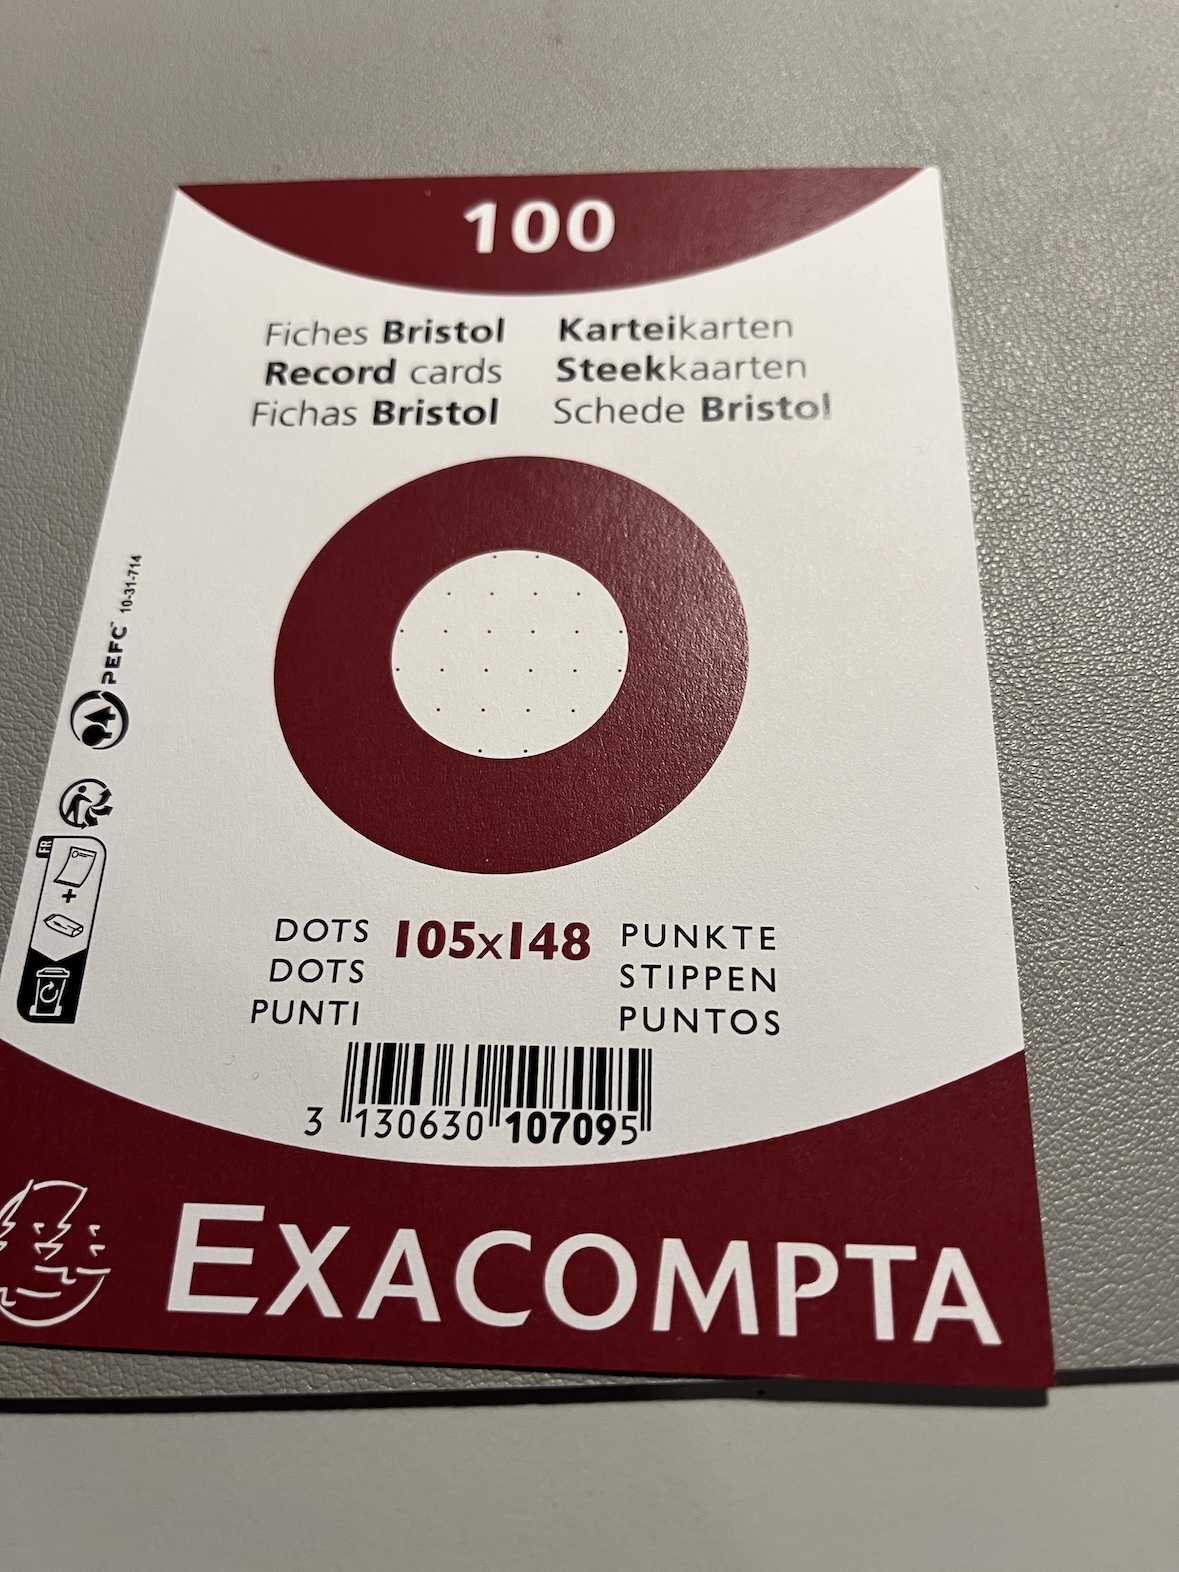 100
Fiches Bristol
Record cards
Fichas Bristol
Karteikarten
Steekkaarten
Schede Bristol
PEFC™ 10-31-714
FR
+
DOTS
DOTS
PUNTI
105x148
PUNKTE
STIPPEN
PUNTOS
3 130630 107095
EXACOMPTA